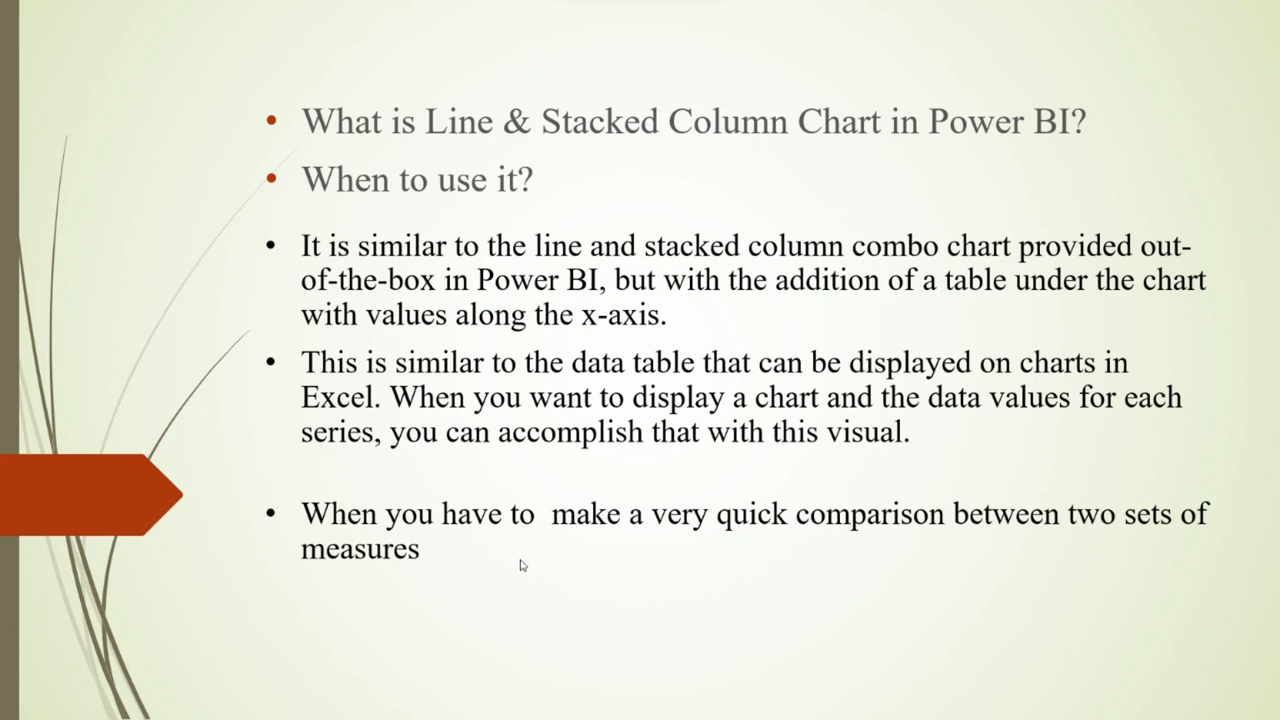 • What is Line & Stacked Column Chart in Power BI?
• When to use it?
• It is similar to the line and stacked column combo chart provided out-
of-the-box in Power BI, but with the addition of a table under the chart
with values along the x-axis.
• This is similar to the data table that can be displayed on charts in
Excel. When you want to display a chart and the data values for each
series, you can accomplish that with this visual.
• When you have to  make a very quick comparison between two sets of
measures